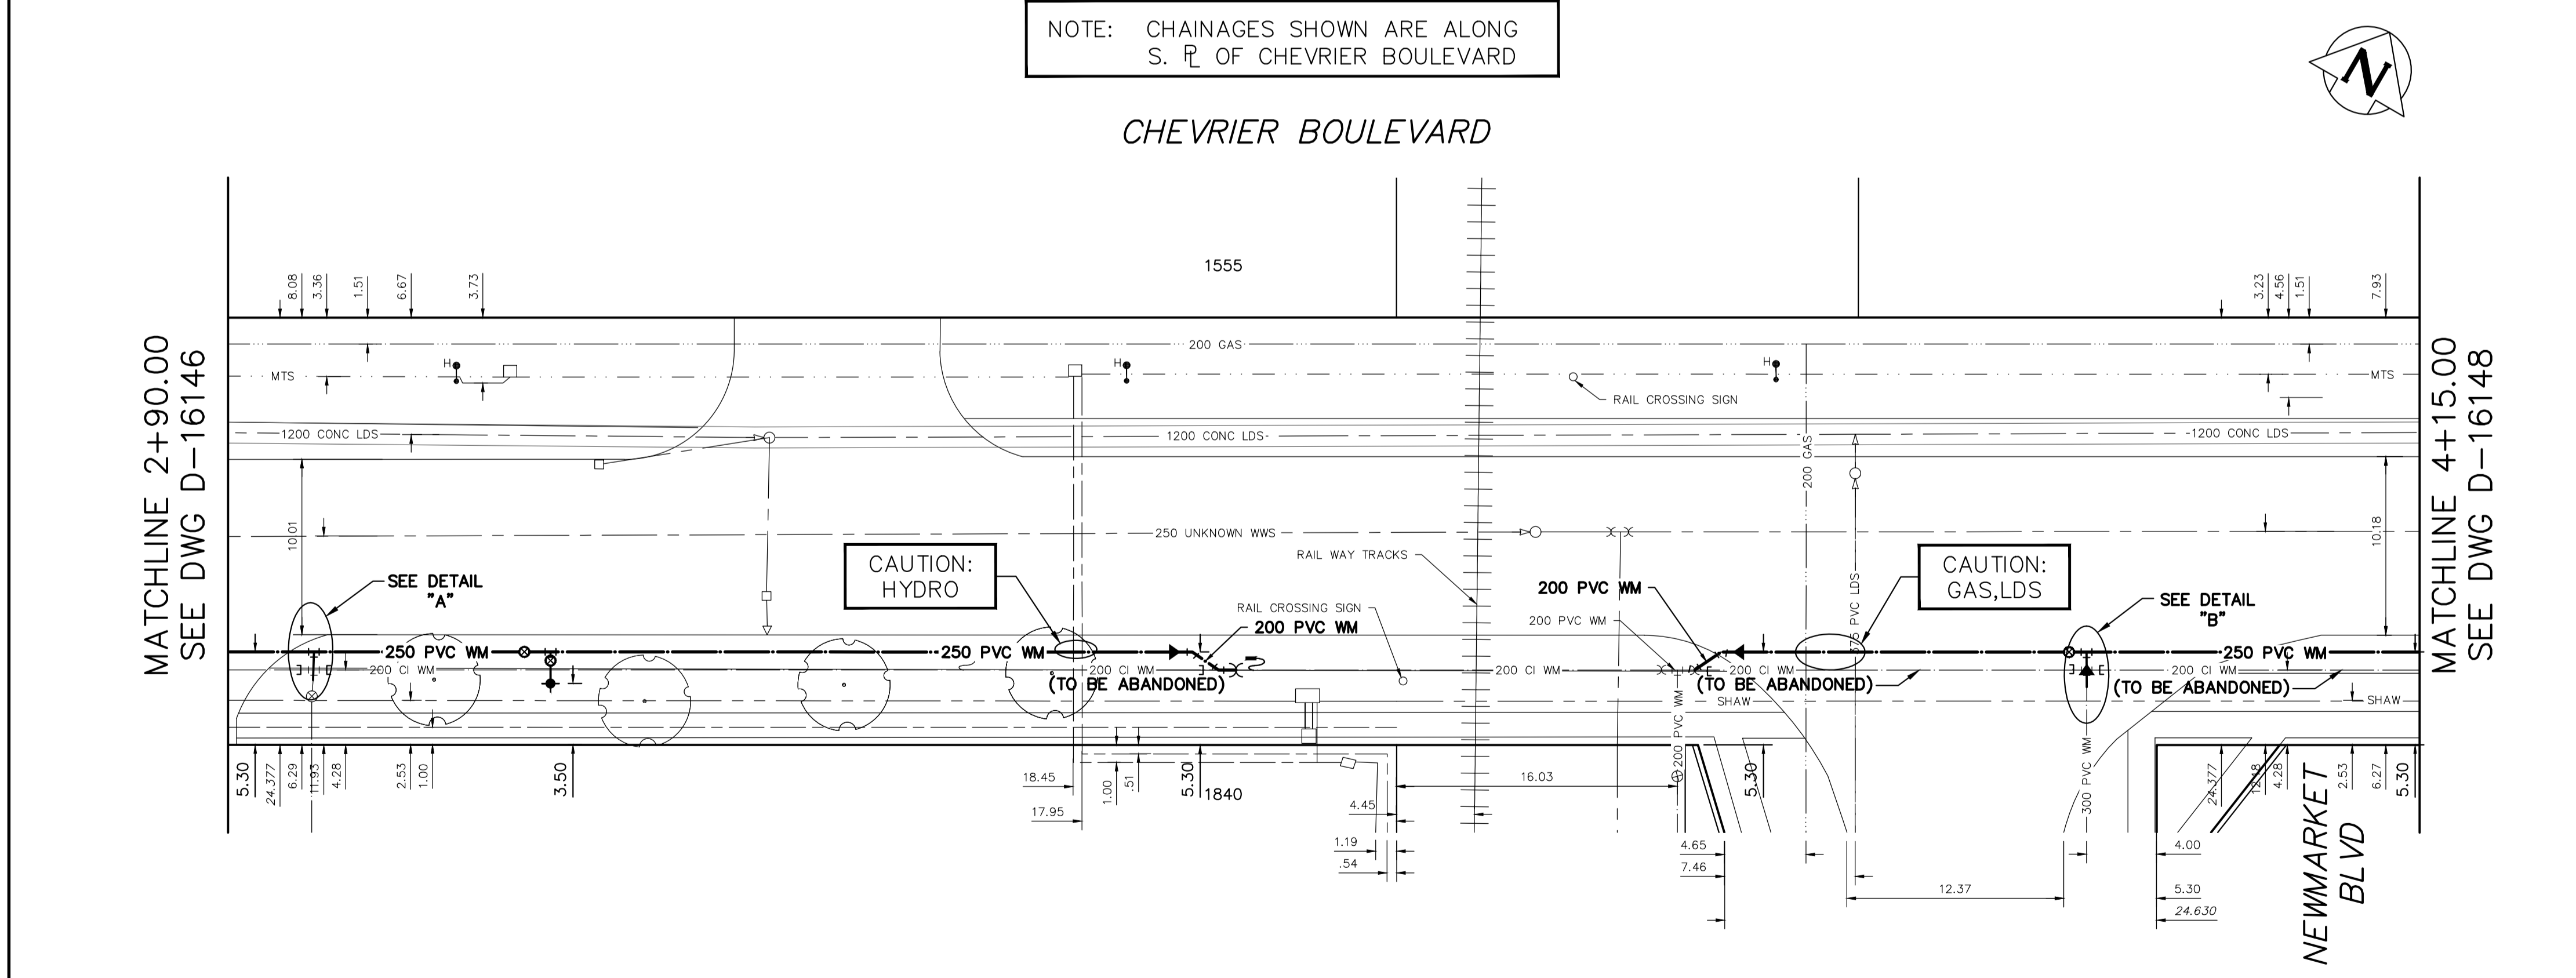 NOTE: CHAINAGES SHOWN ARE ALONG
S. PL OF CHEVRIER BOULEVARD
N
CHEVRIER BOULEVARD
MATCHLINE 2+90.00
SEE DWG D-16146
MATCHLINE 4+15.00
SEE DWG D-16148
1555
8.08
3.36
1.51
6.67
3.73
3.23
4.56
1.51
7.93
200 GAS
H
H
H
MTS
MTS
RAIL CROSSING SIGN
1200 CONC LDS
1200 CONC LDS
1200 CONC LDS
200 GAS
10.01
10.18
250 UNKNOWN WWS
RAIL WAY TRACKS
CAUTION:
HYDRO
CAUTION:
GAS,LDS
SEE DETAIL
"A"
SEE DETAIL
"B"
RAIL CROSSING SIGN
200 PVC WM
200 PVC WM
200 PVC WM
PVC LDS
250 PVC WM
250 PVC WM
250 PVC WM
200 CI WM
200 CI WM
200 CI WM
200 CI WM
200 CI WM
(TO BE ABANDONED)
(TO BE ABANDONED)
(TO BE ABANDONED)
SHAW
SHAW
200 PVC WM
300 PVC WM
5.30
24.377
6.29
11.93
4.28
2.53
1.00
3.50
18.45
17.95
1.00
.51
5.30
1840
4.45
1.19
.54
16.03
5.30
4.65
7.46
12.37
4.00
5.30
24.630
24.377
12.18
4.28
2.53
6.27
5.30
NEWMARKET
BLVD